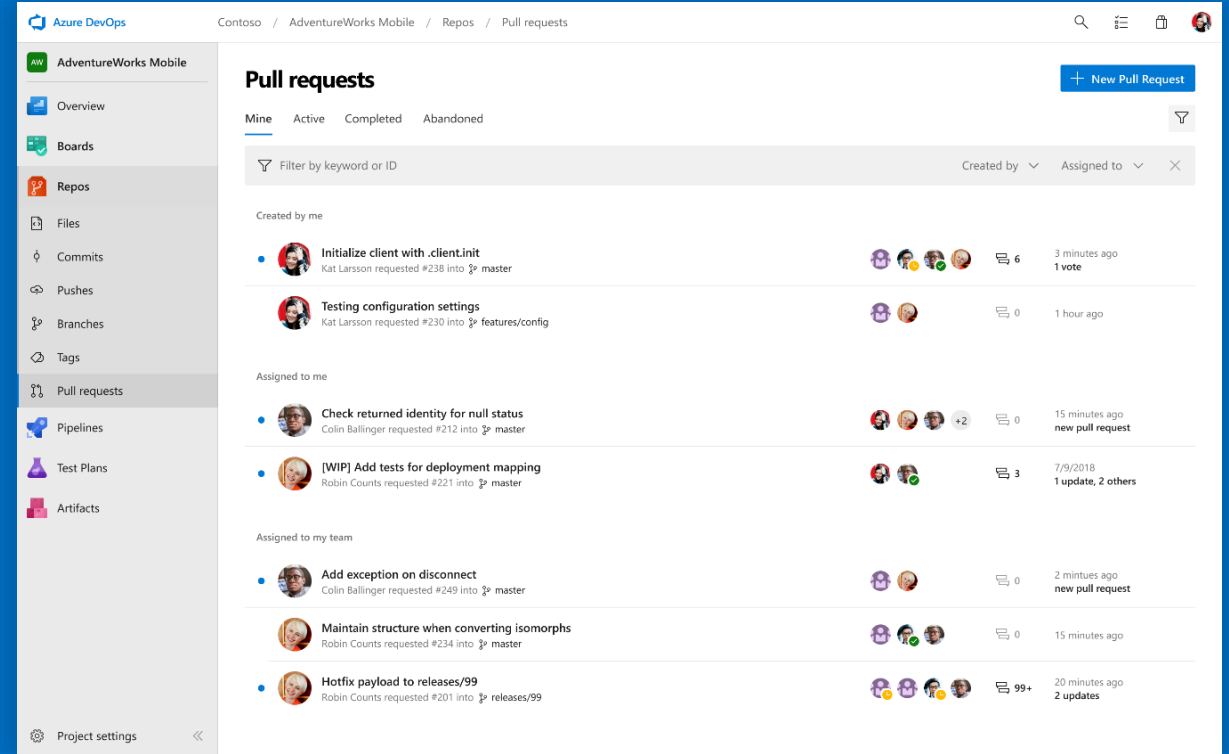 Azure DevOps
Contoso / AdventureWorks Mobile / Repos / Pull requests
AW AdventureWorks Mobile
Overview
Boards
Repos
Files
Commits
Pushes
Branches
Tags
Pull requests
Pipelines
Test Plans
Artifacts
Project settings
Pull requests
New Pull Request
Mine Active Completed Abandoned
Filter by keyword or ID Created by Assigned to
Created by me
Initialize client with .client.init
Kat Larsson requested #238 into master
6
3 minutes ago
1 vote
Testing configuration settings
Kat Larsson requested #230 into features/config
0
1 hour ago
Assigned to me
Check returned identity for null status
Colin Ballinger requested #212 into master
+2
0
15 minutes ago
new pull request
[WIP] Add tests for deployment mapping
Robin Counts requested #221 into master
3
7/9/2018
1 update, 2 others
Assigned to my team
Add exception on disconnect
Colin Ballinger requested #249 into master
0
2 mintues ago
new pull request
Maintain structure when converting isomorphs
Robin Counts requested #234 into master
0
15 minutes ago
Hotfix payload to releases/99
Robin Counts requested #201 into releases/99
99+
20 minutes ago
2 updates